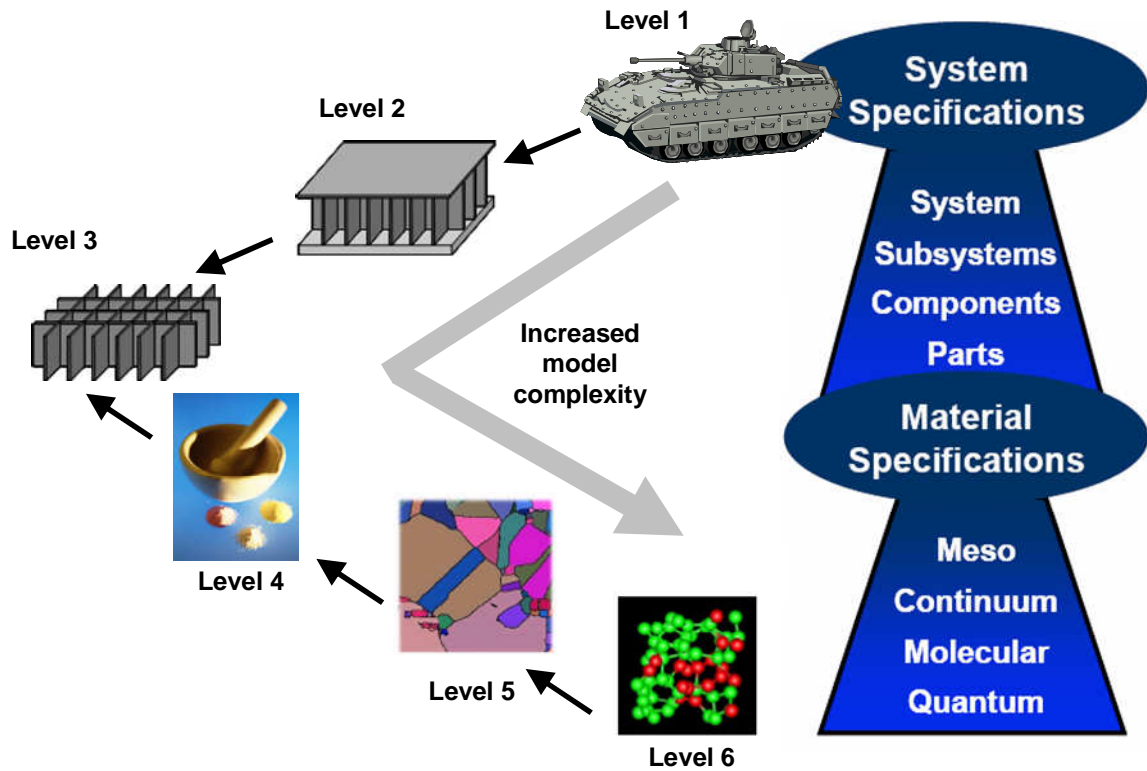 Level 1
Level 2
Level 3
Increased
model
complexity
Level 4
Level 5
Level 6
System
Specifications
System
Subsystems
Components
Parts
Material
Specifications
Meso
Continuum
Molecular
Quantum